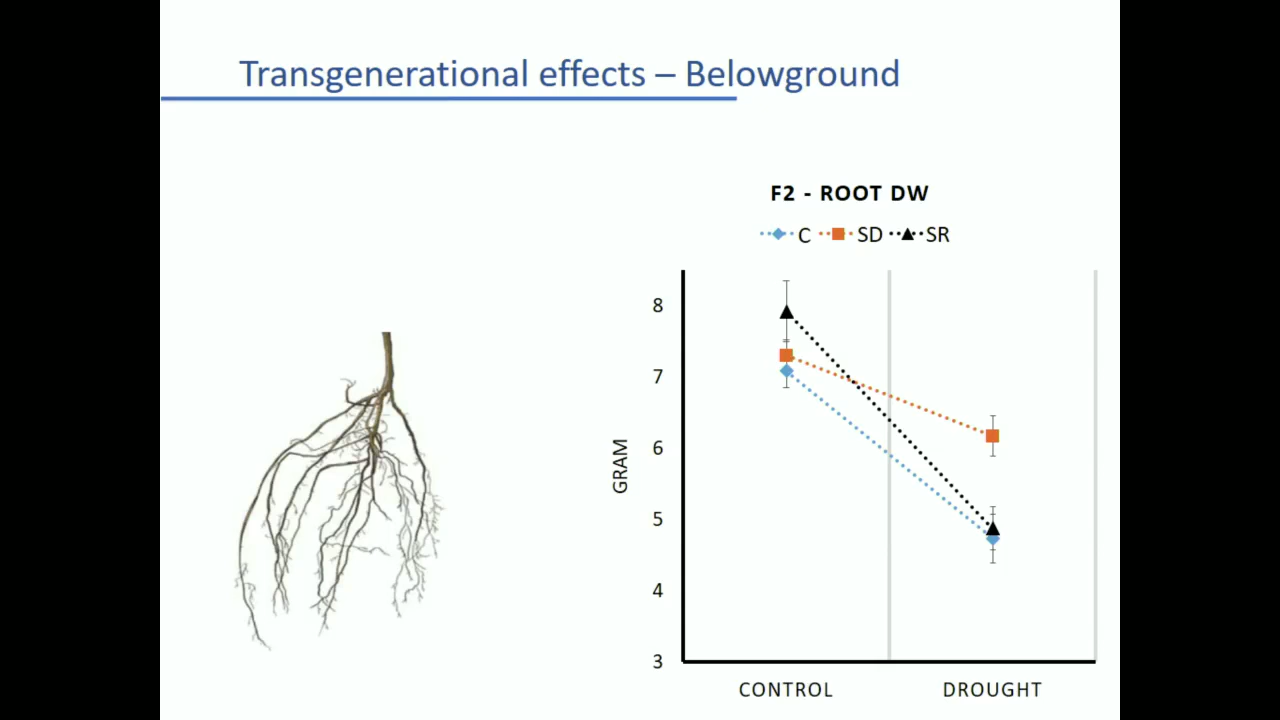 Transgenerational effects – Belowground
F2 - ROOT DW
C SD SR
8
7
6
5
4
3
GRAM
CONTROL DROUGHT